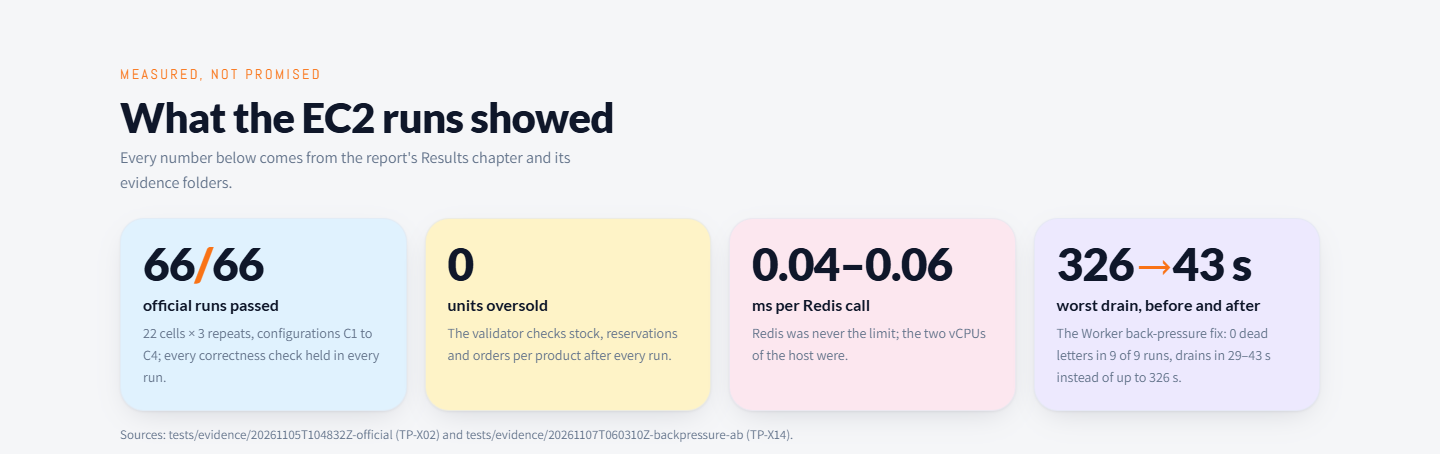 MEASURED, NOT PROMISED
What the EC2 runs showed
Every number below comes from the report's Results chapter and its
evidence folders.
66/66
official runs passed
22 cells × 3 repeats, configurations C1 to
C4; every correctness check held in every
run.
0
units oversold
The validator checks stock, reservations
and orders per product after every run.
0.04–0.06
ms per Redis call
Redis was never the limit; the two vCPUs
of the host were.
326→43 s
worst drain, before and after
The Worker back-pressure fix: 0 dead
letters in 9 of 9 runs, drains in 29–43 s
instead of up to 326 s.
Sources: tests/evidence/20261105T104832Z-official (TP-X02) and tests/evidence/20261107T060310Z-backpressure-ab (TP-X14).